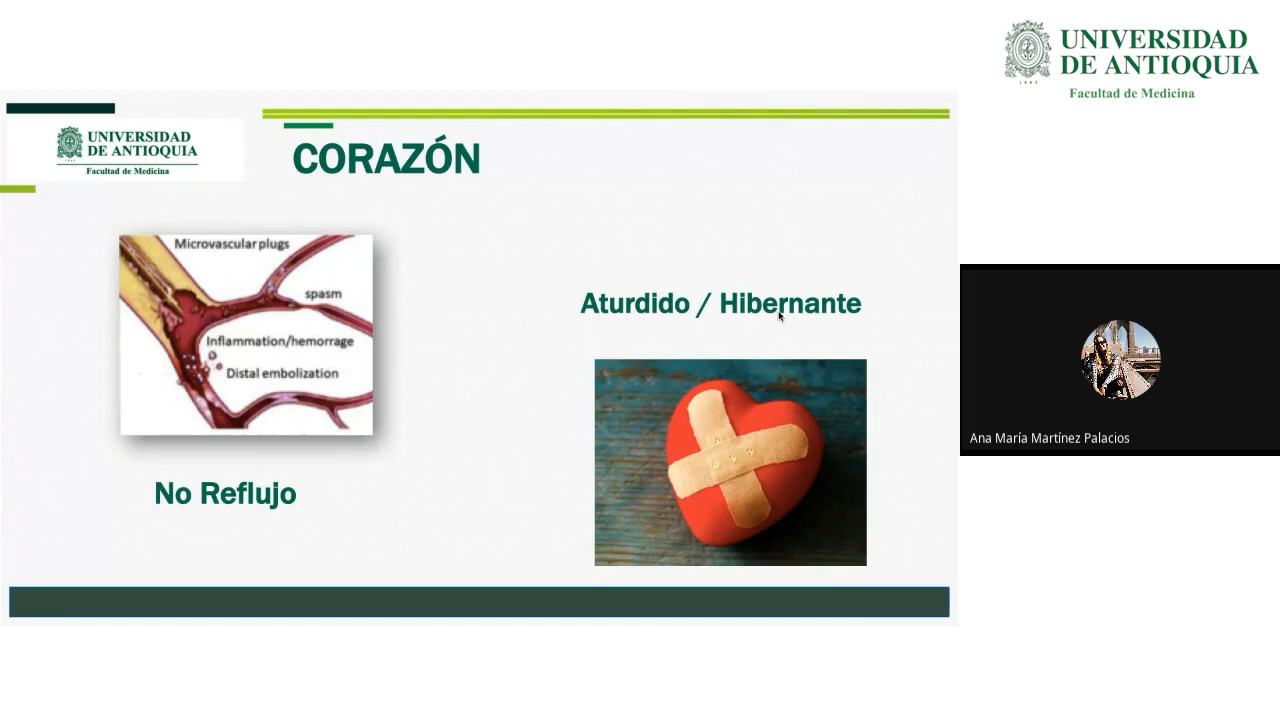 UNIVERSIDAD
DE ANTIOQUIA
Facultad de Medicina
UNIVERSIDAD
DE ANTIOQUIA
Facultad de Medicina
CORAZÓN
Microvascular plugs
spasm
Inflammation/hemorrage
Distal embolization
No Reflujo
Aturdido / Hibernante
Ana María Martínez Palacios